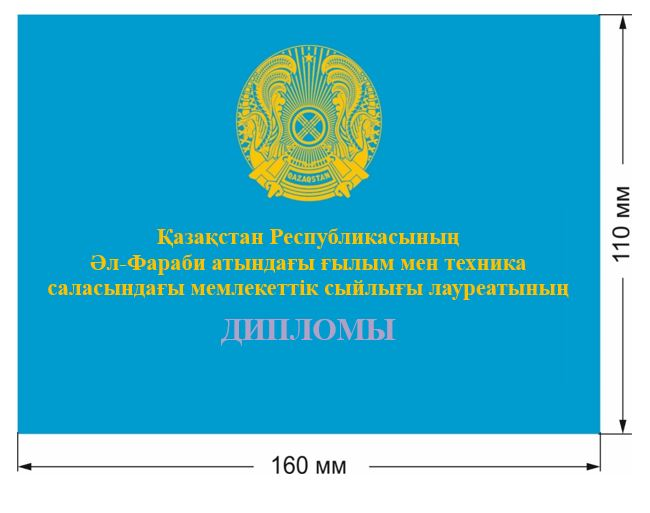 QAZAQSTAN
Қазақстан Республикасының
Әл-Фараби атындағы ғылым мен техника
саласындағы мемлекеттік сыйлығы лауреатының
ДИПЛОМЫ
110 мм
160 мм